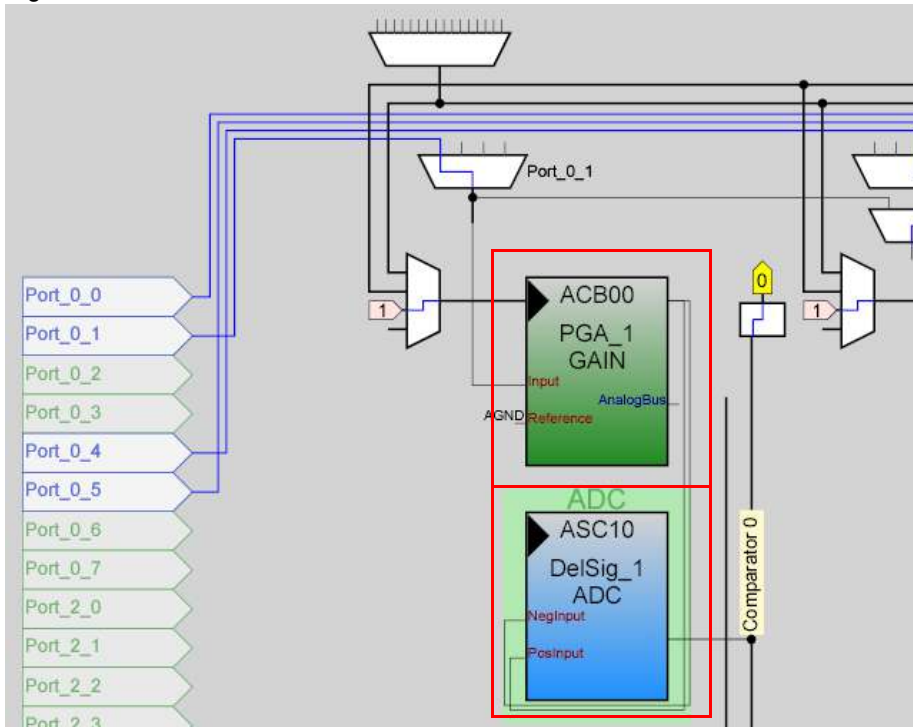 Port_0_1
Port_0_0
Port_0_1
Port_0_2
Port_0_3
Port_0_4
Port_0_5
Port_0_6
Port_0_7
Port_2_0
Port_2_1
Port_2_2
Port_2_3
1
ACB00
PGA_1
GAIN
Input
AnalogBus
AGND
Reference
ADC
ASC10
DelSig_1
ADC
NegInput
PosInput
0
1
Comparator 0